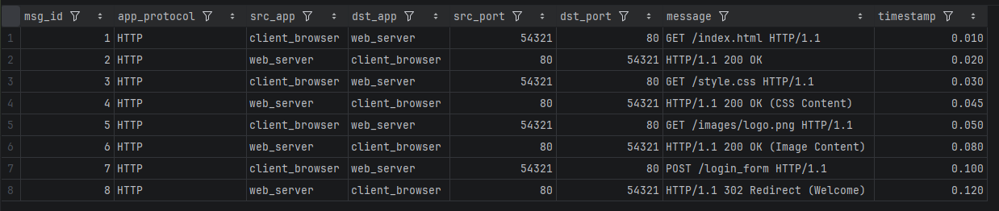 msg_id app_protocol src_app dst_app src_port dst_port message timestamp
1 1 HTTP client_browser web_server 54321 80 GET /index.html HTTP/1.1 0.010
2 2 HTTP web_server client_browser 80 54321 HTTP/1.1 200 OK 0.020
3 3 HTTP client_browser web_server 54321 80 GET /style.css HTTP/1.1 0.030
4 4 HTTP web_server client_browser 80 54321 HTTP/1.1 200 OK (CSS Content) 0.045
5 5 HTTP client_browser web_server 54321 80 GET /images/logo.png HTTP/1.1 0.050
6 6 HTTP web_server client_browser 80 54321 HTTP/1.1 200 OK (Image Content) 0.080
7 7 HTTP client_browser web_server 54321 80 POST /login_form HTTP/1.1 0.100
8 8 HTTP web_server client_browser 80 54321 HTTP/1.1 302 Redirect (Welcome) 0.120